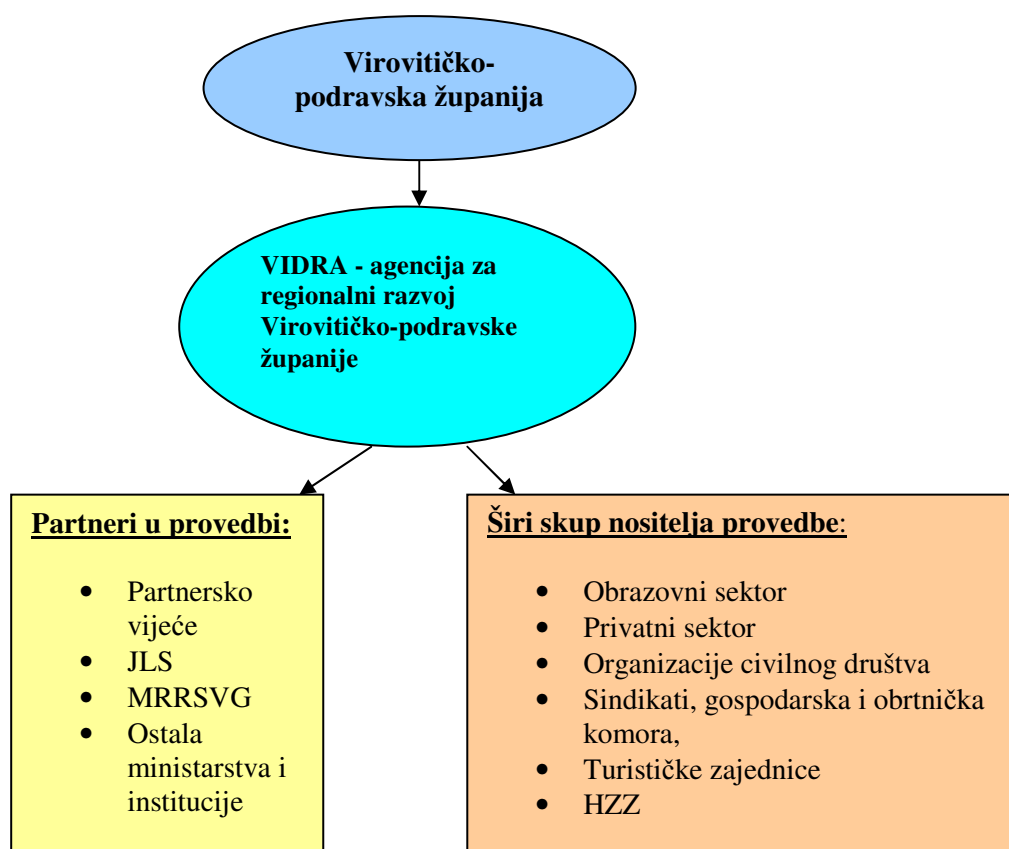 Virovitičko-
podravska županija
VIDRA - agencija za
regionalni razvoj
Virovitičko-podravske
županije
Partneri u provedbi:
• Partnersko
vijeće
• JLS
• MRRSVG
• Ostala
ministarstva i
institucije
Širi skup nositelja provedbe:
• Obrazovni sektor
• Privatni sektor
• Organizacije civilnog društva
• Sindikati, gospodarska i obrtnička
komora,
• Turističke zajednice
• HZZ